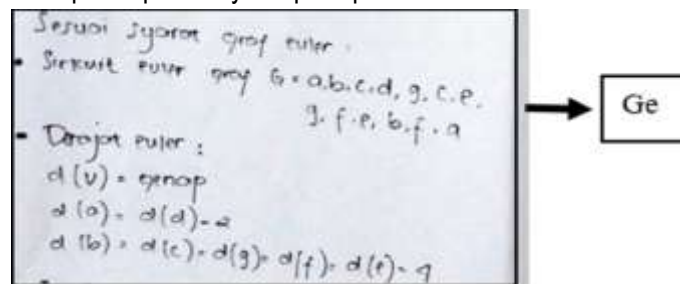 Sesuai syarat graf euler.
- Sirkuit euler graf G = a, b, c, d, g, c, e,
g, f, e, b, f, a
- Derajat euler :
d(v) = genap
d(a) = d(d) = 2
d(b) = d(c) = d(g) = d(f) = d(e) = 4
Ge